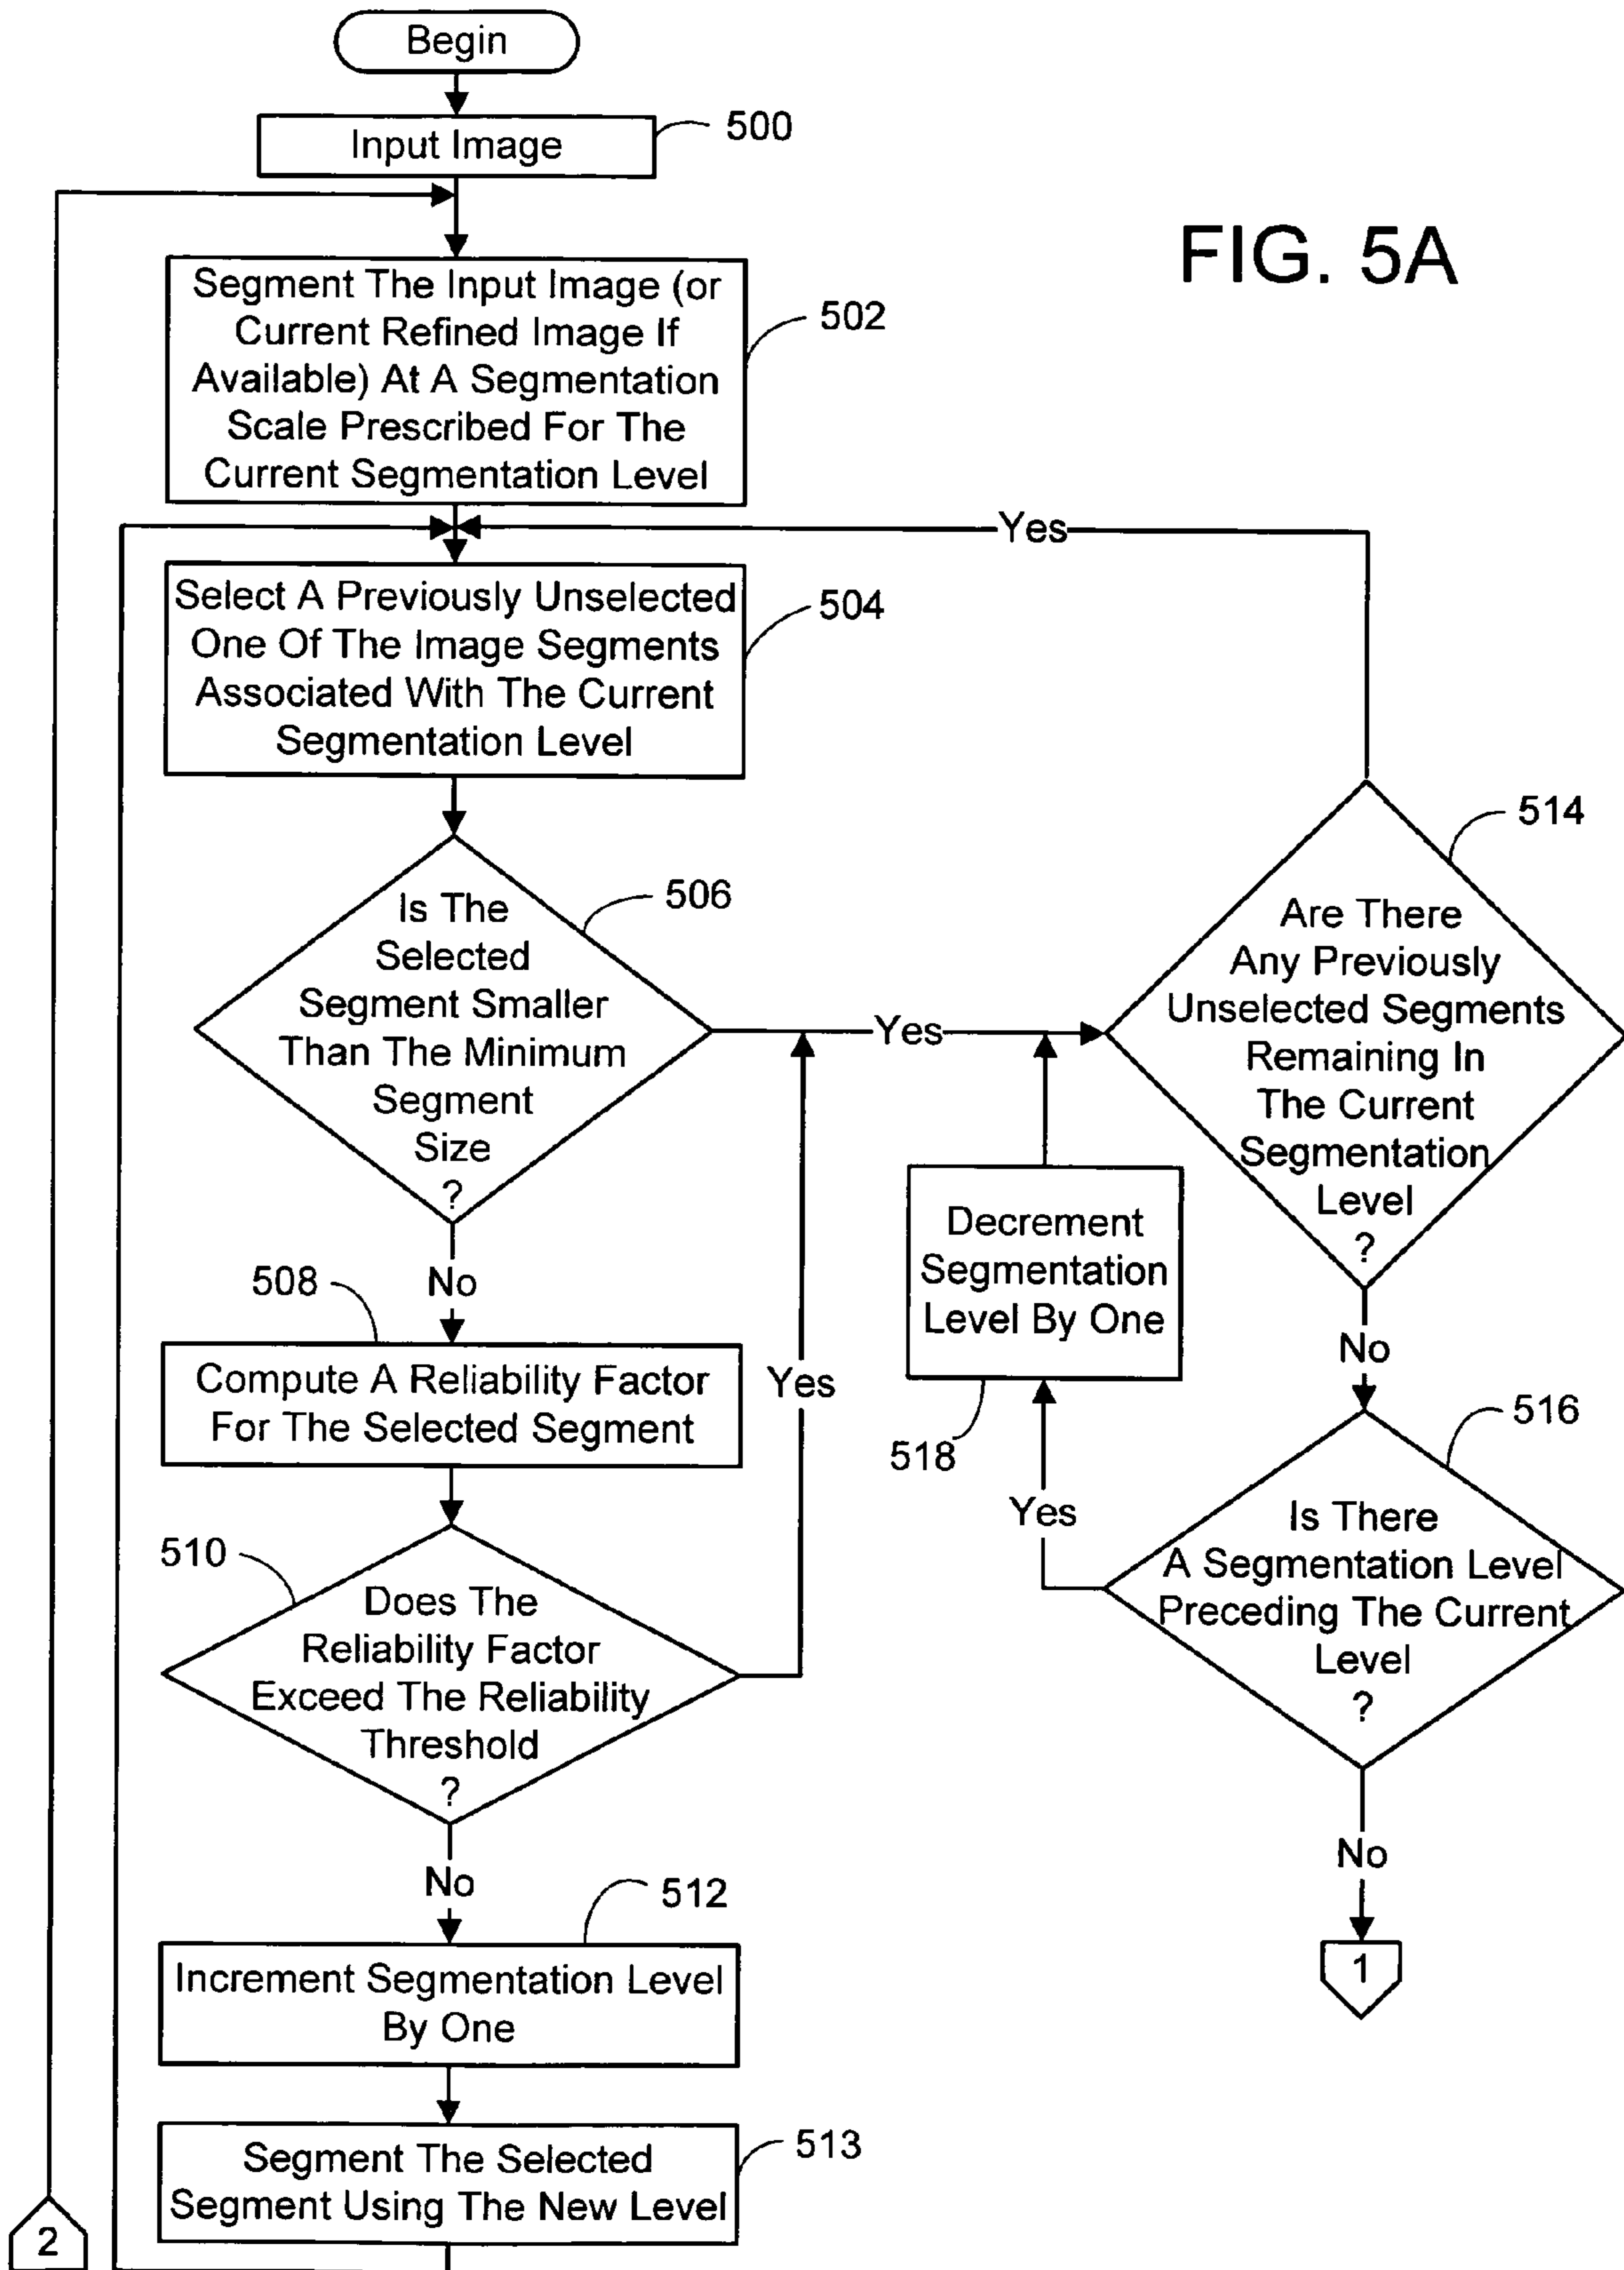 Begin
Input Image
500
FIG. 5A
Segment The Input Image (or
Current Refined Image If
Available) At A Segmentation
Scale Prescribed For The
Current Segmentation Level
502
Yes
Select A Previously Unselected
One Of The Image Segments
Associated With The Current
Segmentation Level
504
Is The
Selected
Segment Smaller
Than The Minimum
Segment
Size
?
506
Yes
No
508
Compute A Reliability Factor
For The Selected Segment
Yes
510
Does The
Reliability Factor
Exceed The Reliability
Threshold
?
No
512
Increment Segmentation Level
By One
Segment The Selected
Segment Using The New Level
513
2
514
Are There
Any Previously
Unselected Segments
Remaining In
The Current
Segmentation
Level
?
No
Decrement
Segmentation
Level By One
518
Yes
516
Is There
A Segmentation Level
Preceding The Current
Level
?
No
1